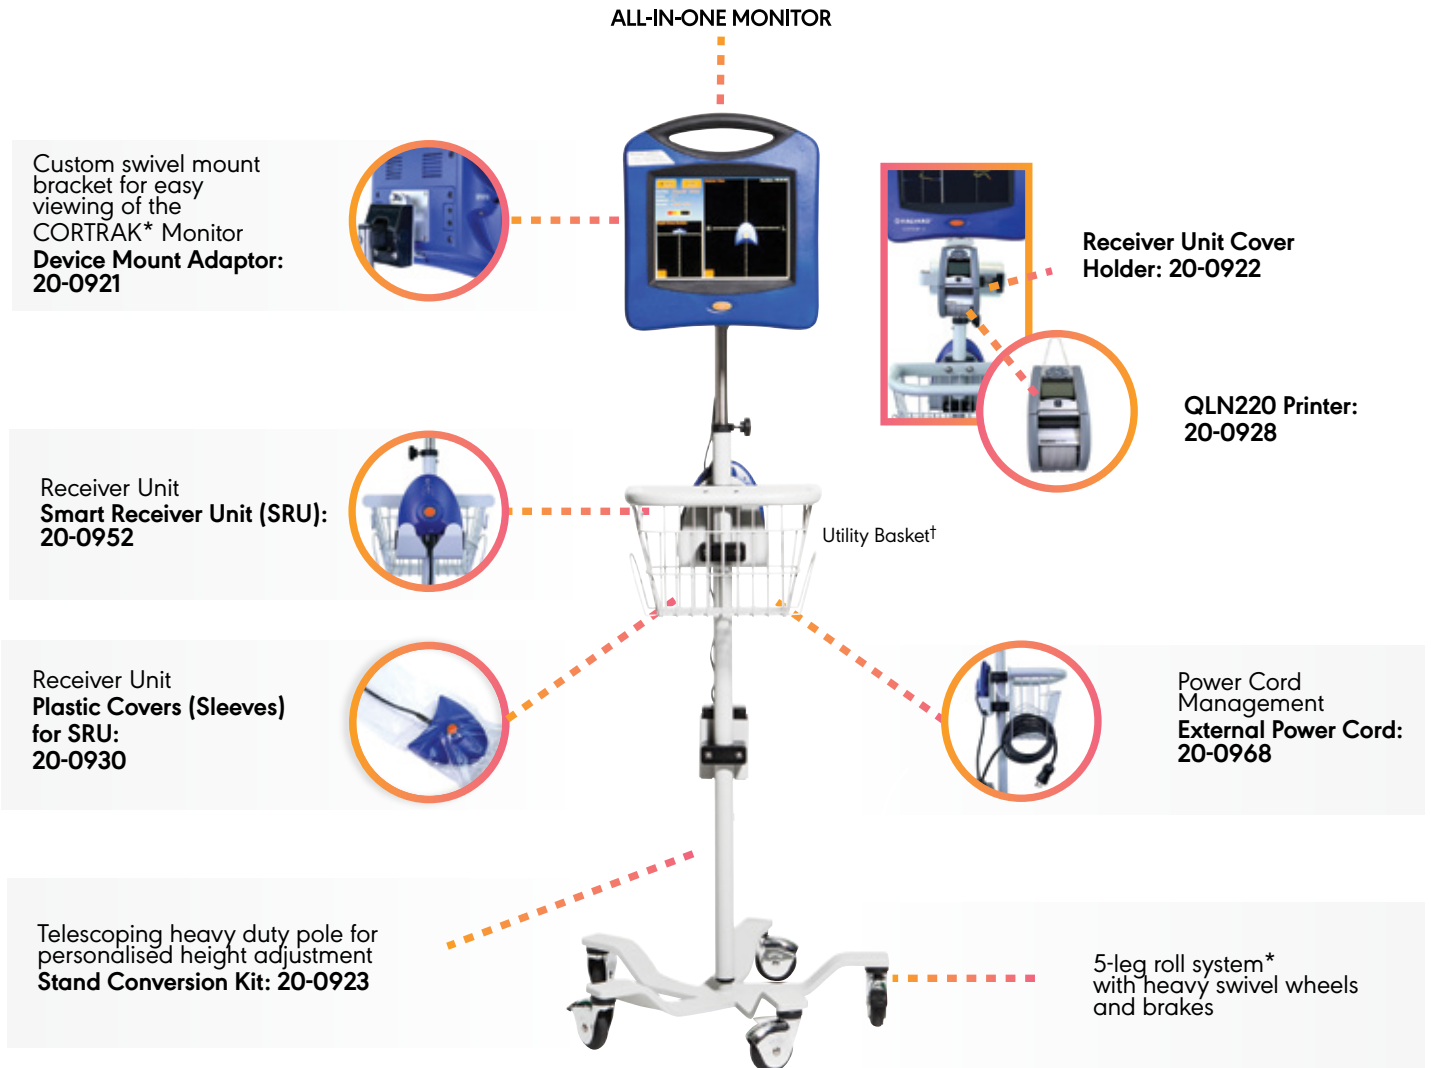 ALL-IN-ONE MONITOR
Custom swivel mount
bracket for easy
viewing of the
CORTRAK* Monitor
Device Mount Adaptor:
20-0921
HALYARD
Receiver Unit Cover
Holder: 20-0922
QLN220 Printer:
20-0928
Receiver Unit
Smart Receiver Unit (SRU):
20-0952
Utility Basket†
Receiver Unit
Plastic Covers (Sleeves)
for SRU:
20-0930
Power Cord
Management
External Power Cord:
20-0968
Telescoping heavy duty pole for
personalised height adjustment
Stand Conversion Kit: 20-0923
5-leg roll system*
with heavy swivel wheels
and brakes